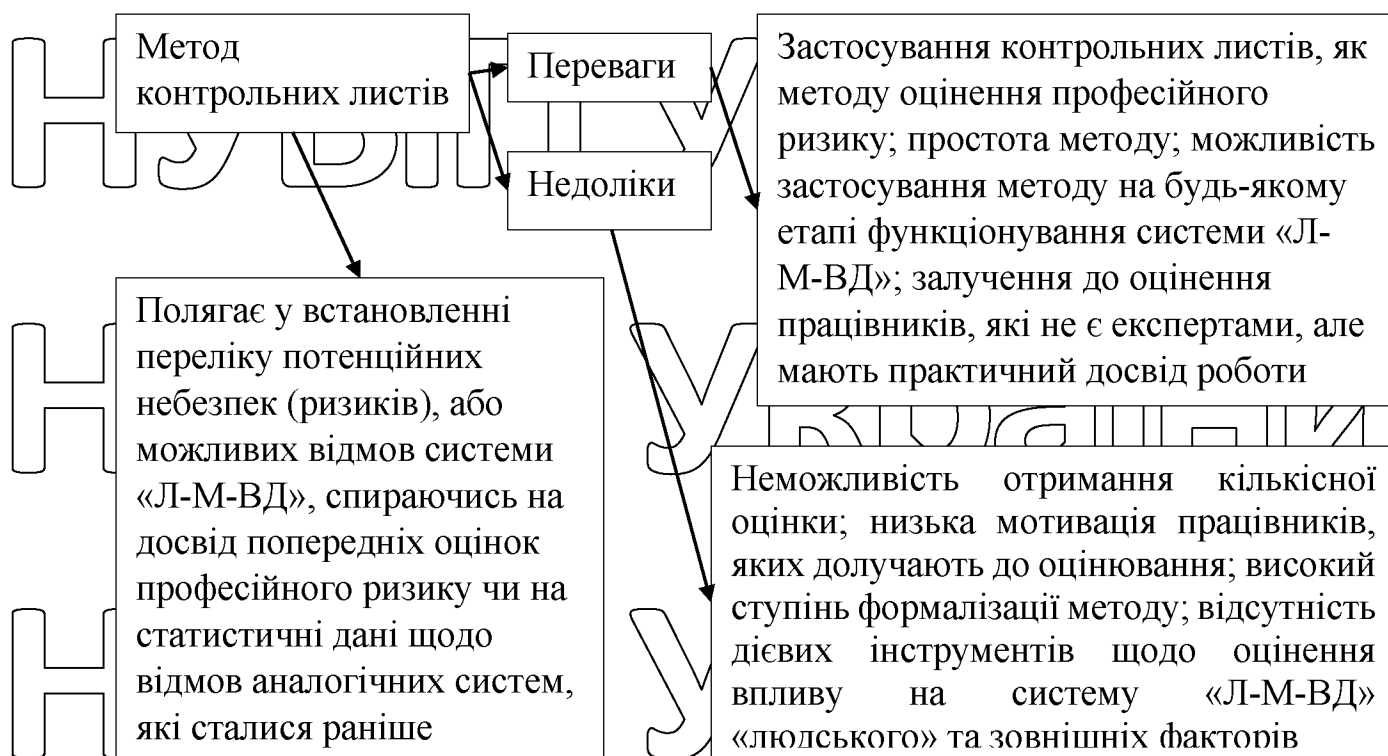 Метод
контрольних листів
Переваги
Недоліки
Застосування контрольних листів, як
методу оцінення професійного
ризику; простота методу; можливість
застосування методу на будь-якому
етапі функціонування системи «Л-
М-ВД»; залучення до оцінення
працівників, які не є експертами, але
мають практичний досвід роботи
Полягає у встановленні
переліку потенційних
небезпек (ризиків), або
можливих відмов системи
«Л-М-ВД», спираючись на
досвід попередніх оцінок
професійного ризику чи на
статистичні дані щодо
відмов аналогічних систем,
які сталися раніше
Неможливість отримання кількісної
оцінки; низька мотивація працівників,
яких долучають до оцінювання; високий
ступінь формалізації методу; відсутність
дієвих інструментів щодо оцінення
впливу на систему «Л-М-ВД»
«людського» та зовнішніх факторів